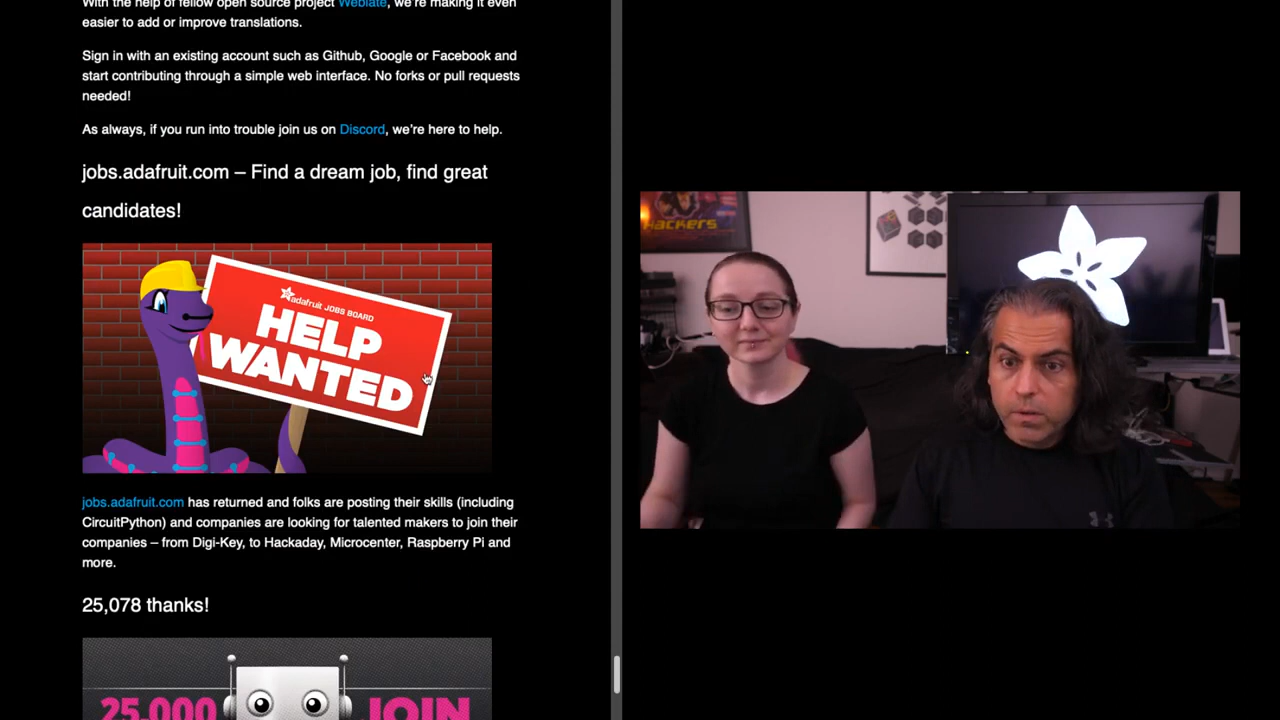 With the help of fellow open source project Weblate, we're making it even
easier to add or improve translations.
Sign in with an existing account such as Github, Google or Facebook and
start contributing through a simple web interface. No forks or pull requests
needed!
As always, if you run into trouble join us on Discord, we're here to help.
jobs.adafruit.com – Find a dream job, find great
candidates!
adafruit JOBS BOARD
HELP
WANTED
jobs.adafruit.com has returned and folks are posting their skills (including
CircuitPython) and companies are looking for talented makers to join their
companies – from Digi-Key, to Hackaday, Microcenter, Raspberry Pi and
more.
25,078 thanks!
25,000 JOIN
HACKERS